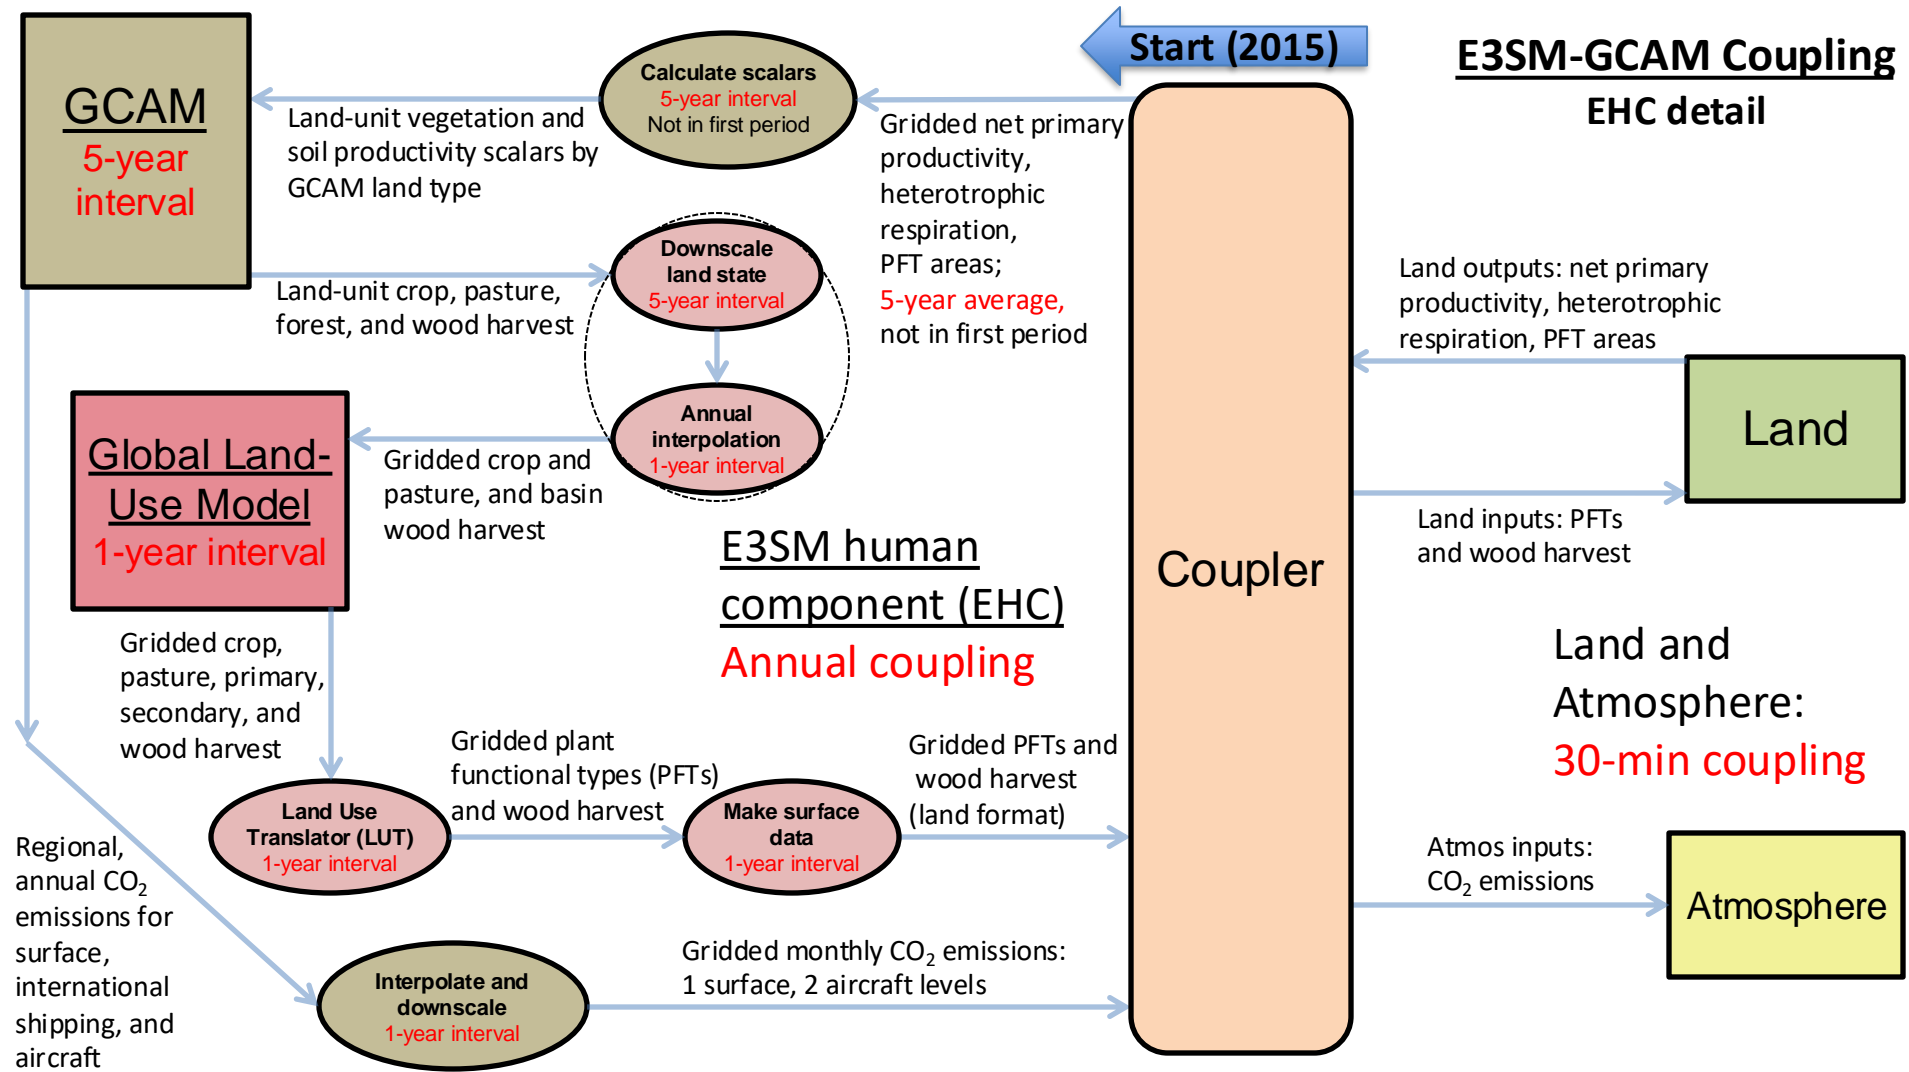 Start (2015)
E3SM-GCAM Coupling
EHC detail
GCAM
5-year
interval
Calculate scalars
5-year interval
Not in first period
Land-unit vegetation and
soil productivity scalars by
GCAM land type
Gridded net primary
productivity,
heterotrophic
respiration,
PFT areas;
5-year average,
not in first period
Downscale
land state
5-year interval
Land-unit crop, pasture,
forest, and wood harvest
Annual
interpolation
1-year interval
Global Land-
Use Model
1-year interval
Gridded crop and
pasture, and basin
wood harvest
E3SM human
component (EHC)
Annual coupling
Coupler
Land outputs: net primary
productivity, heterotrophic
respiration, PFT areas
Land
Land inputs: PFTs
and wood harvest
Land and
Atmosphere:
30-min coupling
Gridded crop,
pasture, primary,
secondary, and
wood harvest
Gridded plant
functional types (PFTs)
and wood harvest
Gridded PFTs and
wood harvest
(land format)
Land Use
Translator (LUT)
1-year interval
Make surface
data
1-year interval
Atmos inputs:
CO₂ emissions
Atmosphere
Regional,
annual CO₂
emissions for
surface,
international
shipping, and
aircraft
Interpolate and
downscale
1-year interval
Gridded monthly CO₂ emissions:
1 surface, 2 aircraft levels